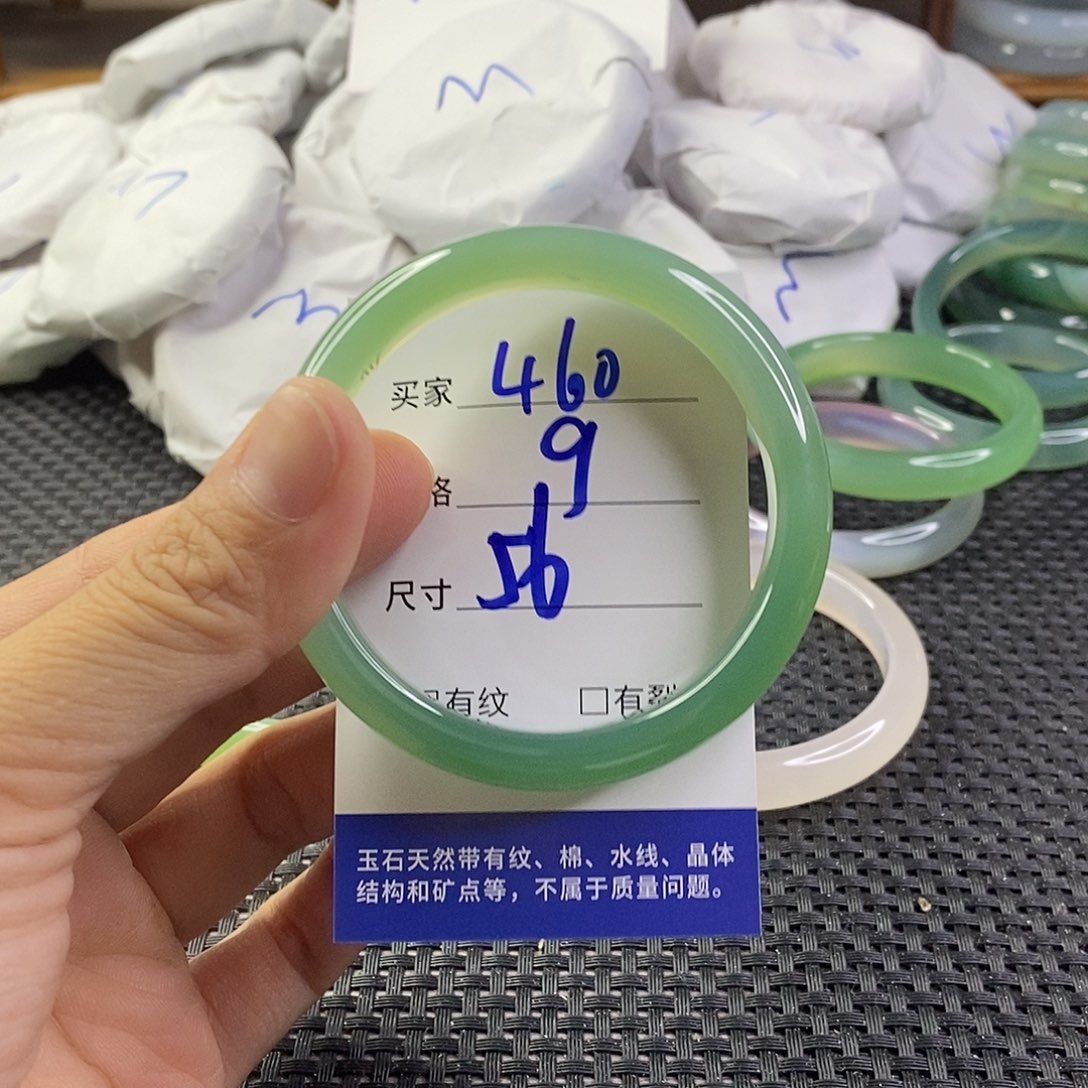 买家 460
格 9
尺寸 56
有纹 □有裂
玉石天然带有纹、棉、水线、晶体
结构和矿点等，不属于质量问题。